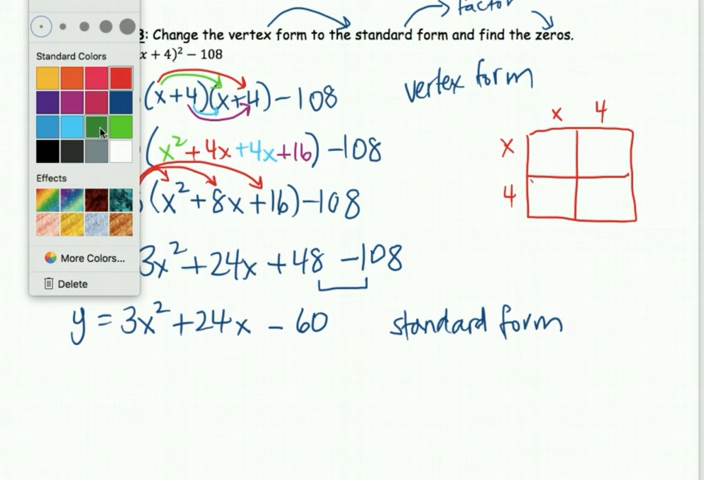 factor
3: Change the vertex form to the standard form and find the zeros.
x + 4)² − 108
(x+4)(x+4)−108
vertex form
(x²+4x+4x+16)−108
(x²+8x+16)−108
3x²+24x+48−108
y=3x²+24x−60
standard form
x 4
x
4
Standard Colors
Effects
More Colors...
Delete